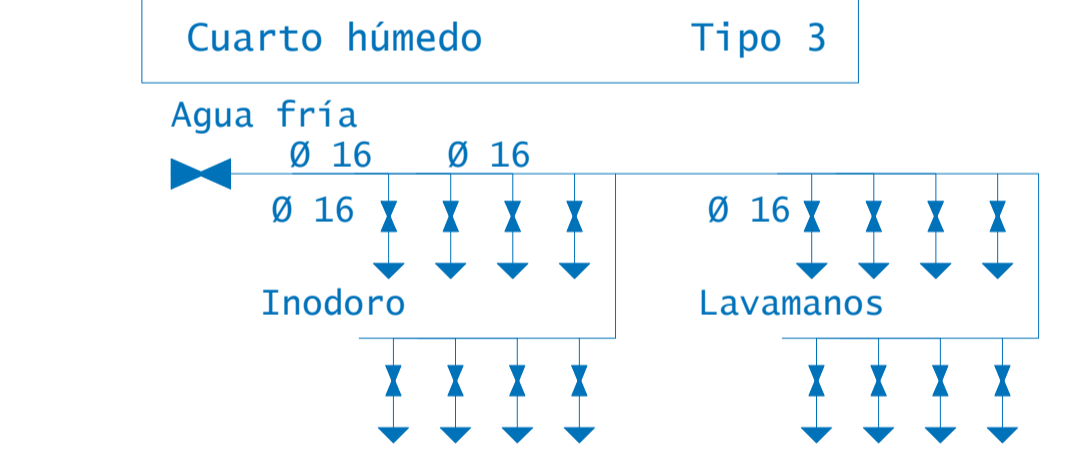 Cuarto húmedo Tipo 3
Agua fría
Ø 16 Ø 16
Ø 16 Ø 16
Inodoro Lavamanos